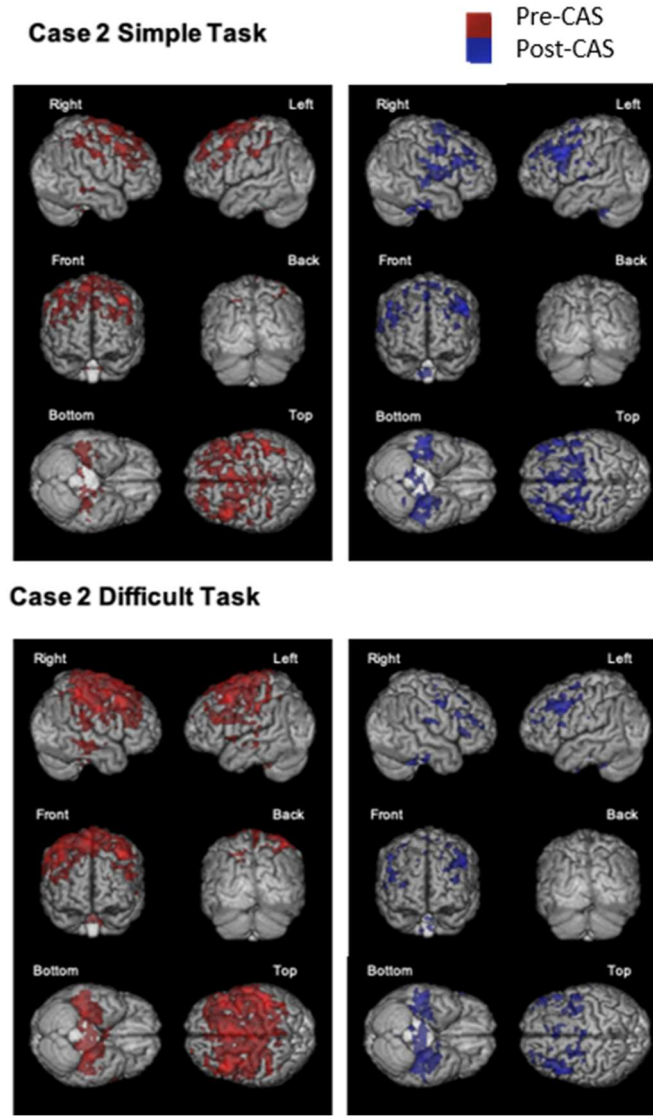 Case 2 Simple Task
Pre-CAS
Post-CAS
Right Left
Front Back
Bottom Top
Right Left
Front Back
Bottom Top
Case 2 Difficult Task
Right Left
Front Back
Bottom Top
Right Left
Front Back
Bottom Top